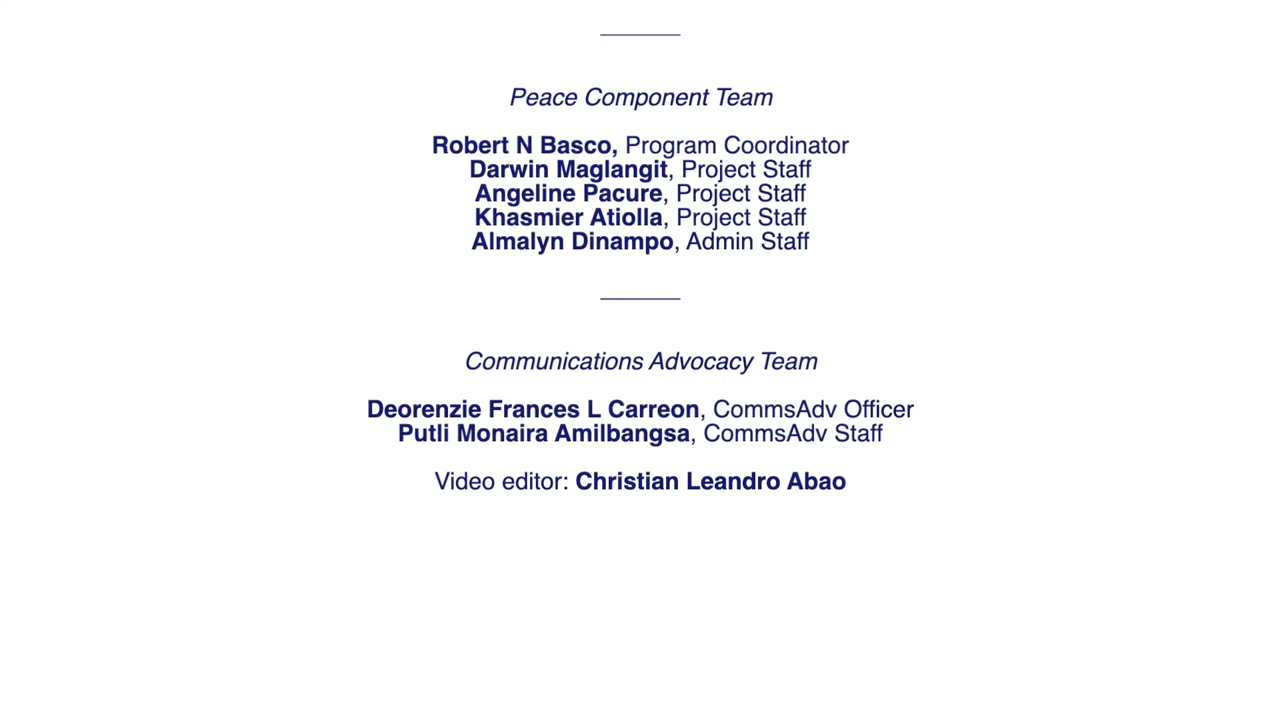 Peace Component Team
Robert N Basco, Program Coordinator
Darwin Maglangit, Project Staff
Angeline Pacure, Project Staff
Khasmier Atiolla, Project Staff
Almalyn Dinampo, Admin Staff
Communications Advocacy Team
Deorenzie Frances L Carreon, CommsAdv Officer
Putli Monaira Amilbangsa, CommsAdv Staff
Video editor: Christian Leandro Abao